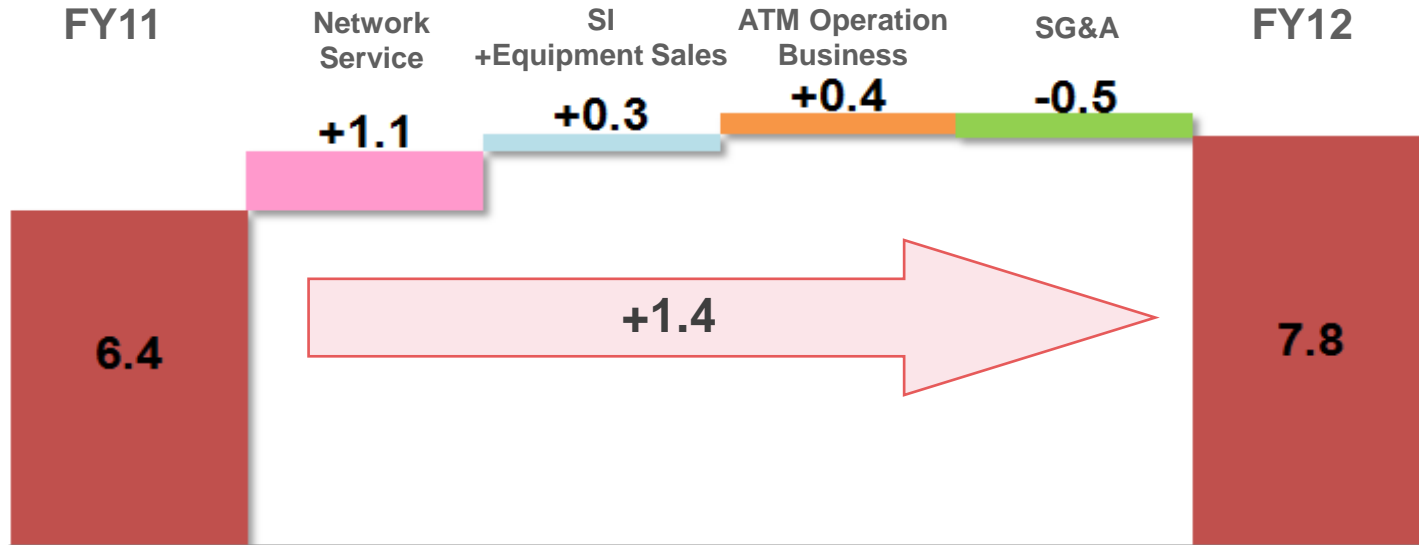 FY11
Network
Service
SI
+Equipment Sales
ATM Operation
Business
SG&A
FY12
+1.1
+0.3
+0.4
-0.5
+1.4
6.4
7.8